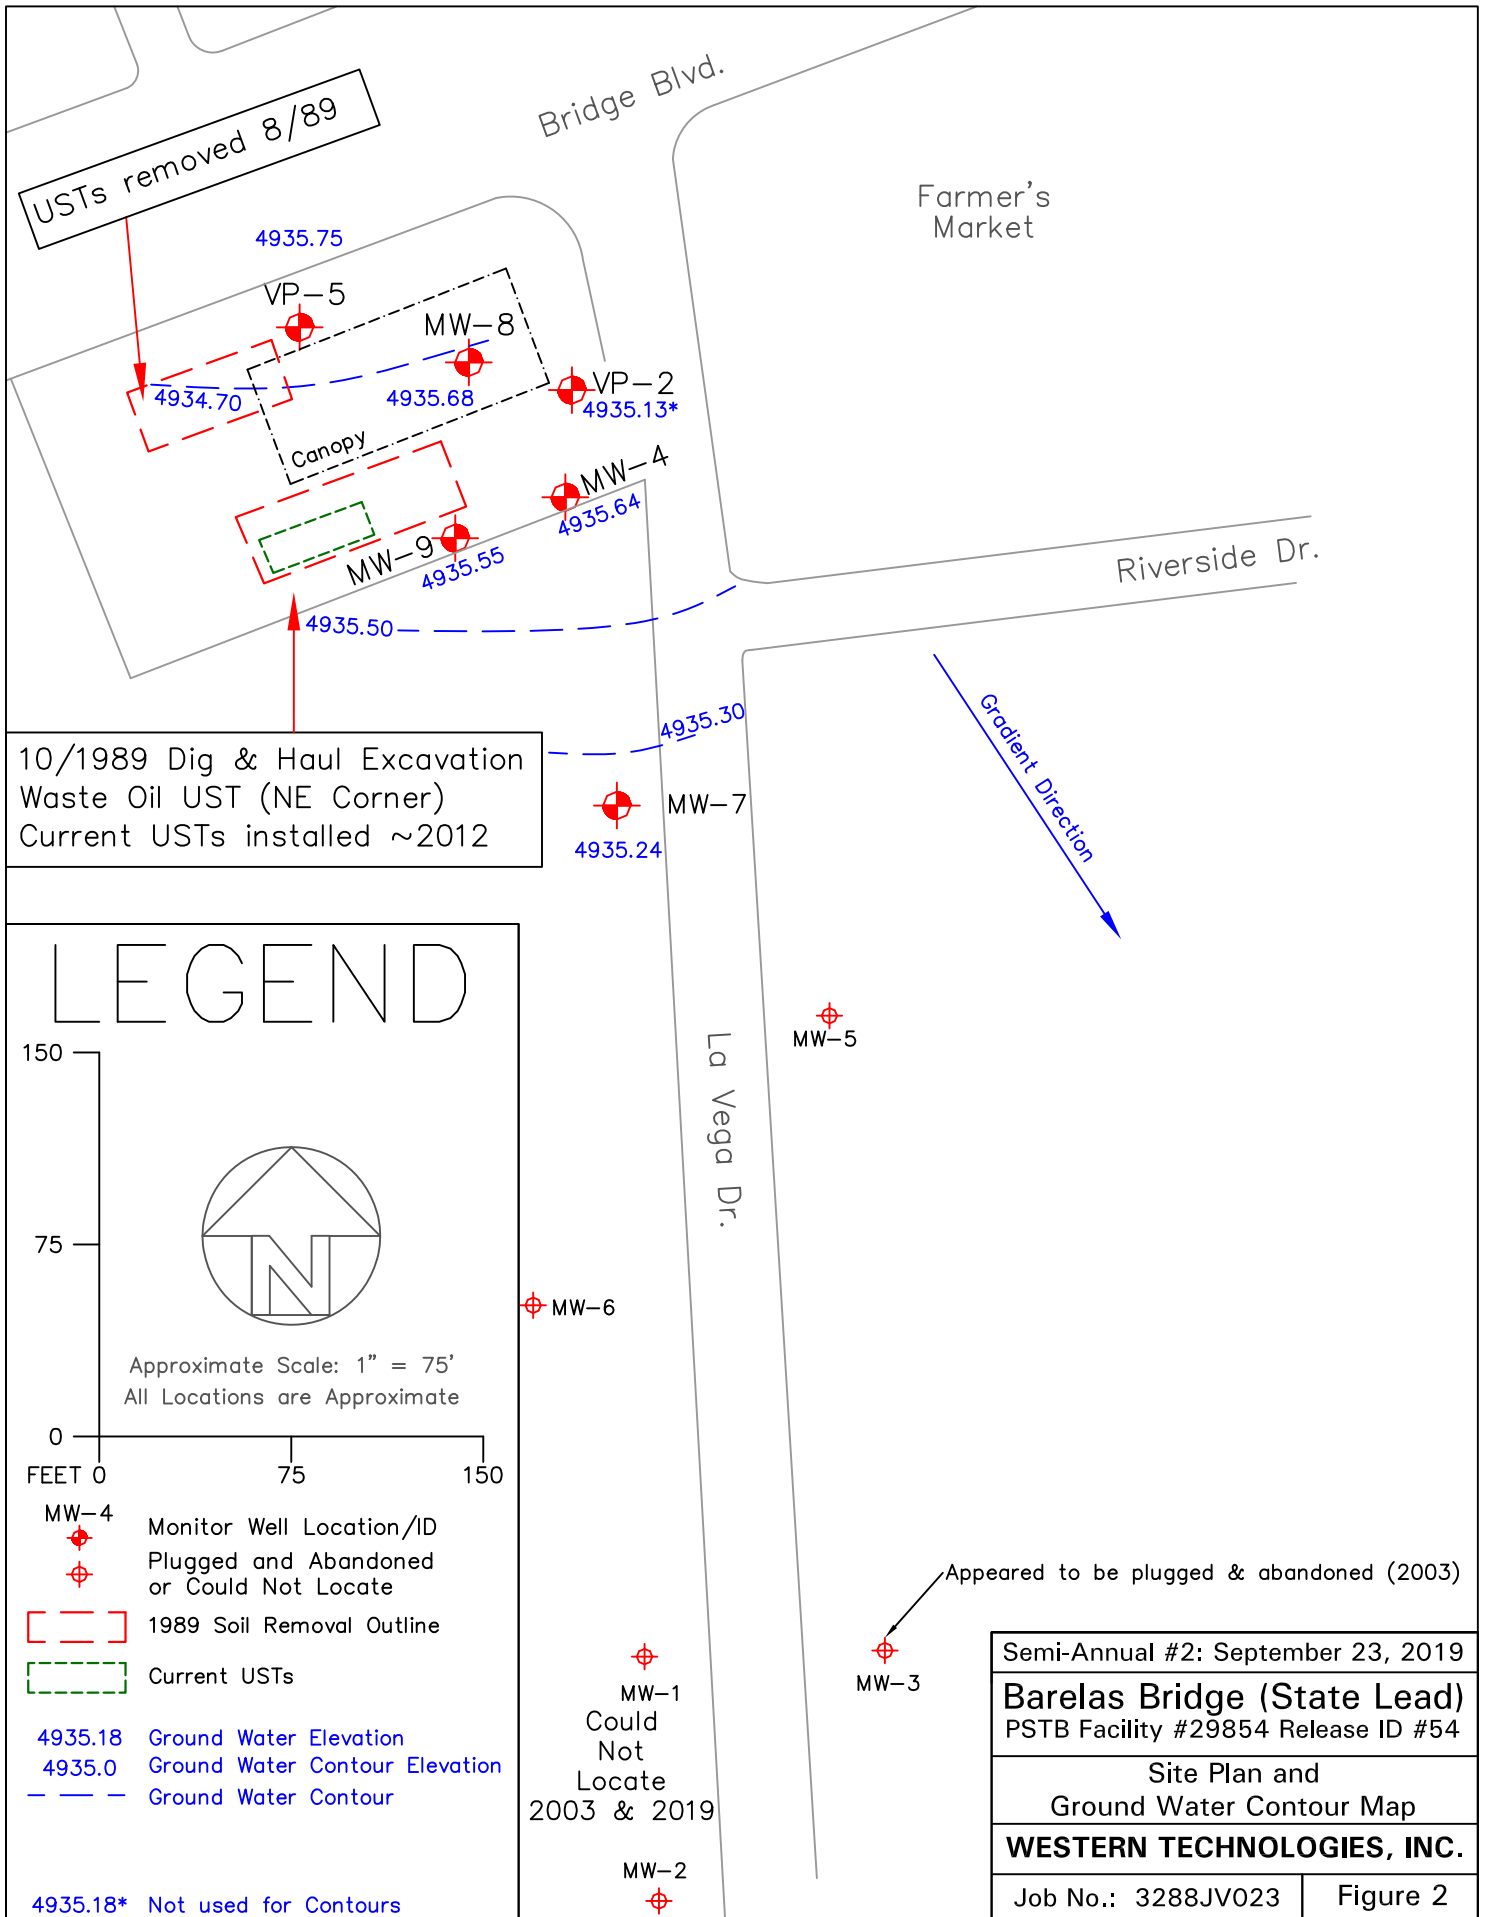 Bridge Blvd.
USTs removed 8/89
Farmer's
Market
4935.75
VP-5
MW-8
VP-2
4934.70
4935.68
4935.13*
Canopy
MW-4
4935.64
MW-9
4935.55
Riverside Dr.
4935.50
4935.30
Gradient Direction
10/1989 Dig & Haul Excavation
Waste Oil UST (NE Corner)
Current USTs installed ~2012
MW-7
4935.24
LEGEND
MW-5
La Vega Dr.
150
75
N
MW-6
Approximate Scale: 1" = 75'
All Locations are Approximate
0
FEET 0 75 150
MW-4
Monitor Well Location/ID
Plugged and Abandoned
or Could Not Locate
1989 Soil Removal Outline
Current USTs
4935.18 Ground Water Elevation
4935.0 Ground Water Contour Elevation
Ground Water Contour
4935.18* Not used for Contours
Appeared to be plugged & abandoned (2003)
MW-3
MW-1
Could
Not
Locate
2003 & 2019
MW-2
Semi-Annual #2: September 23, 2019
Barelas Bridge (State Lead)
PSTB Facility #29854 Release ID #54
Site Plan and
Ground Water Contour Map
WESTERN TECHNOLOGIES, INC.
Job No.: 3288JV023
Figure 2